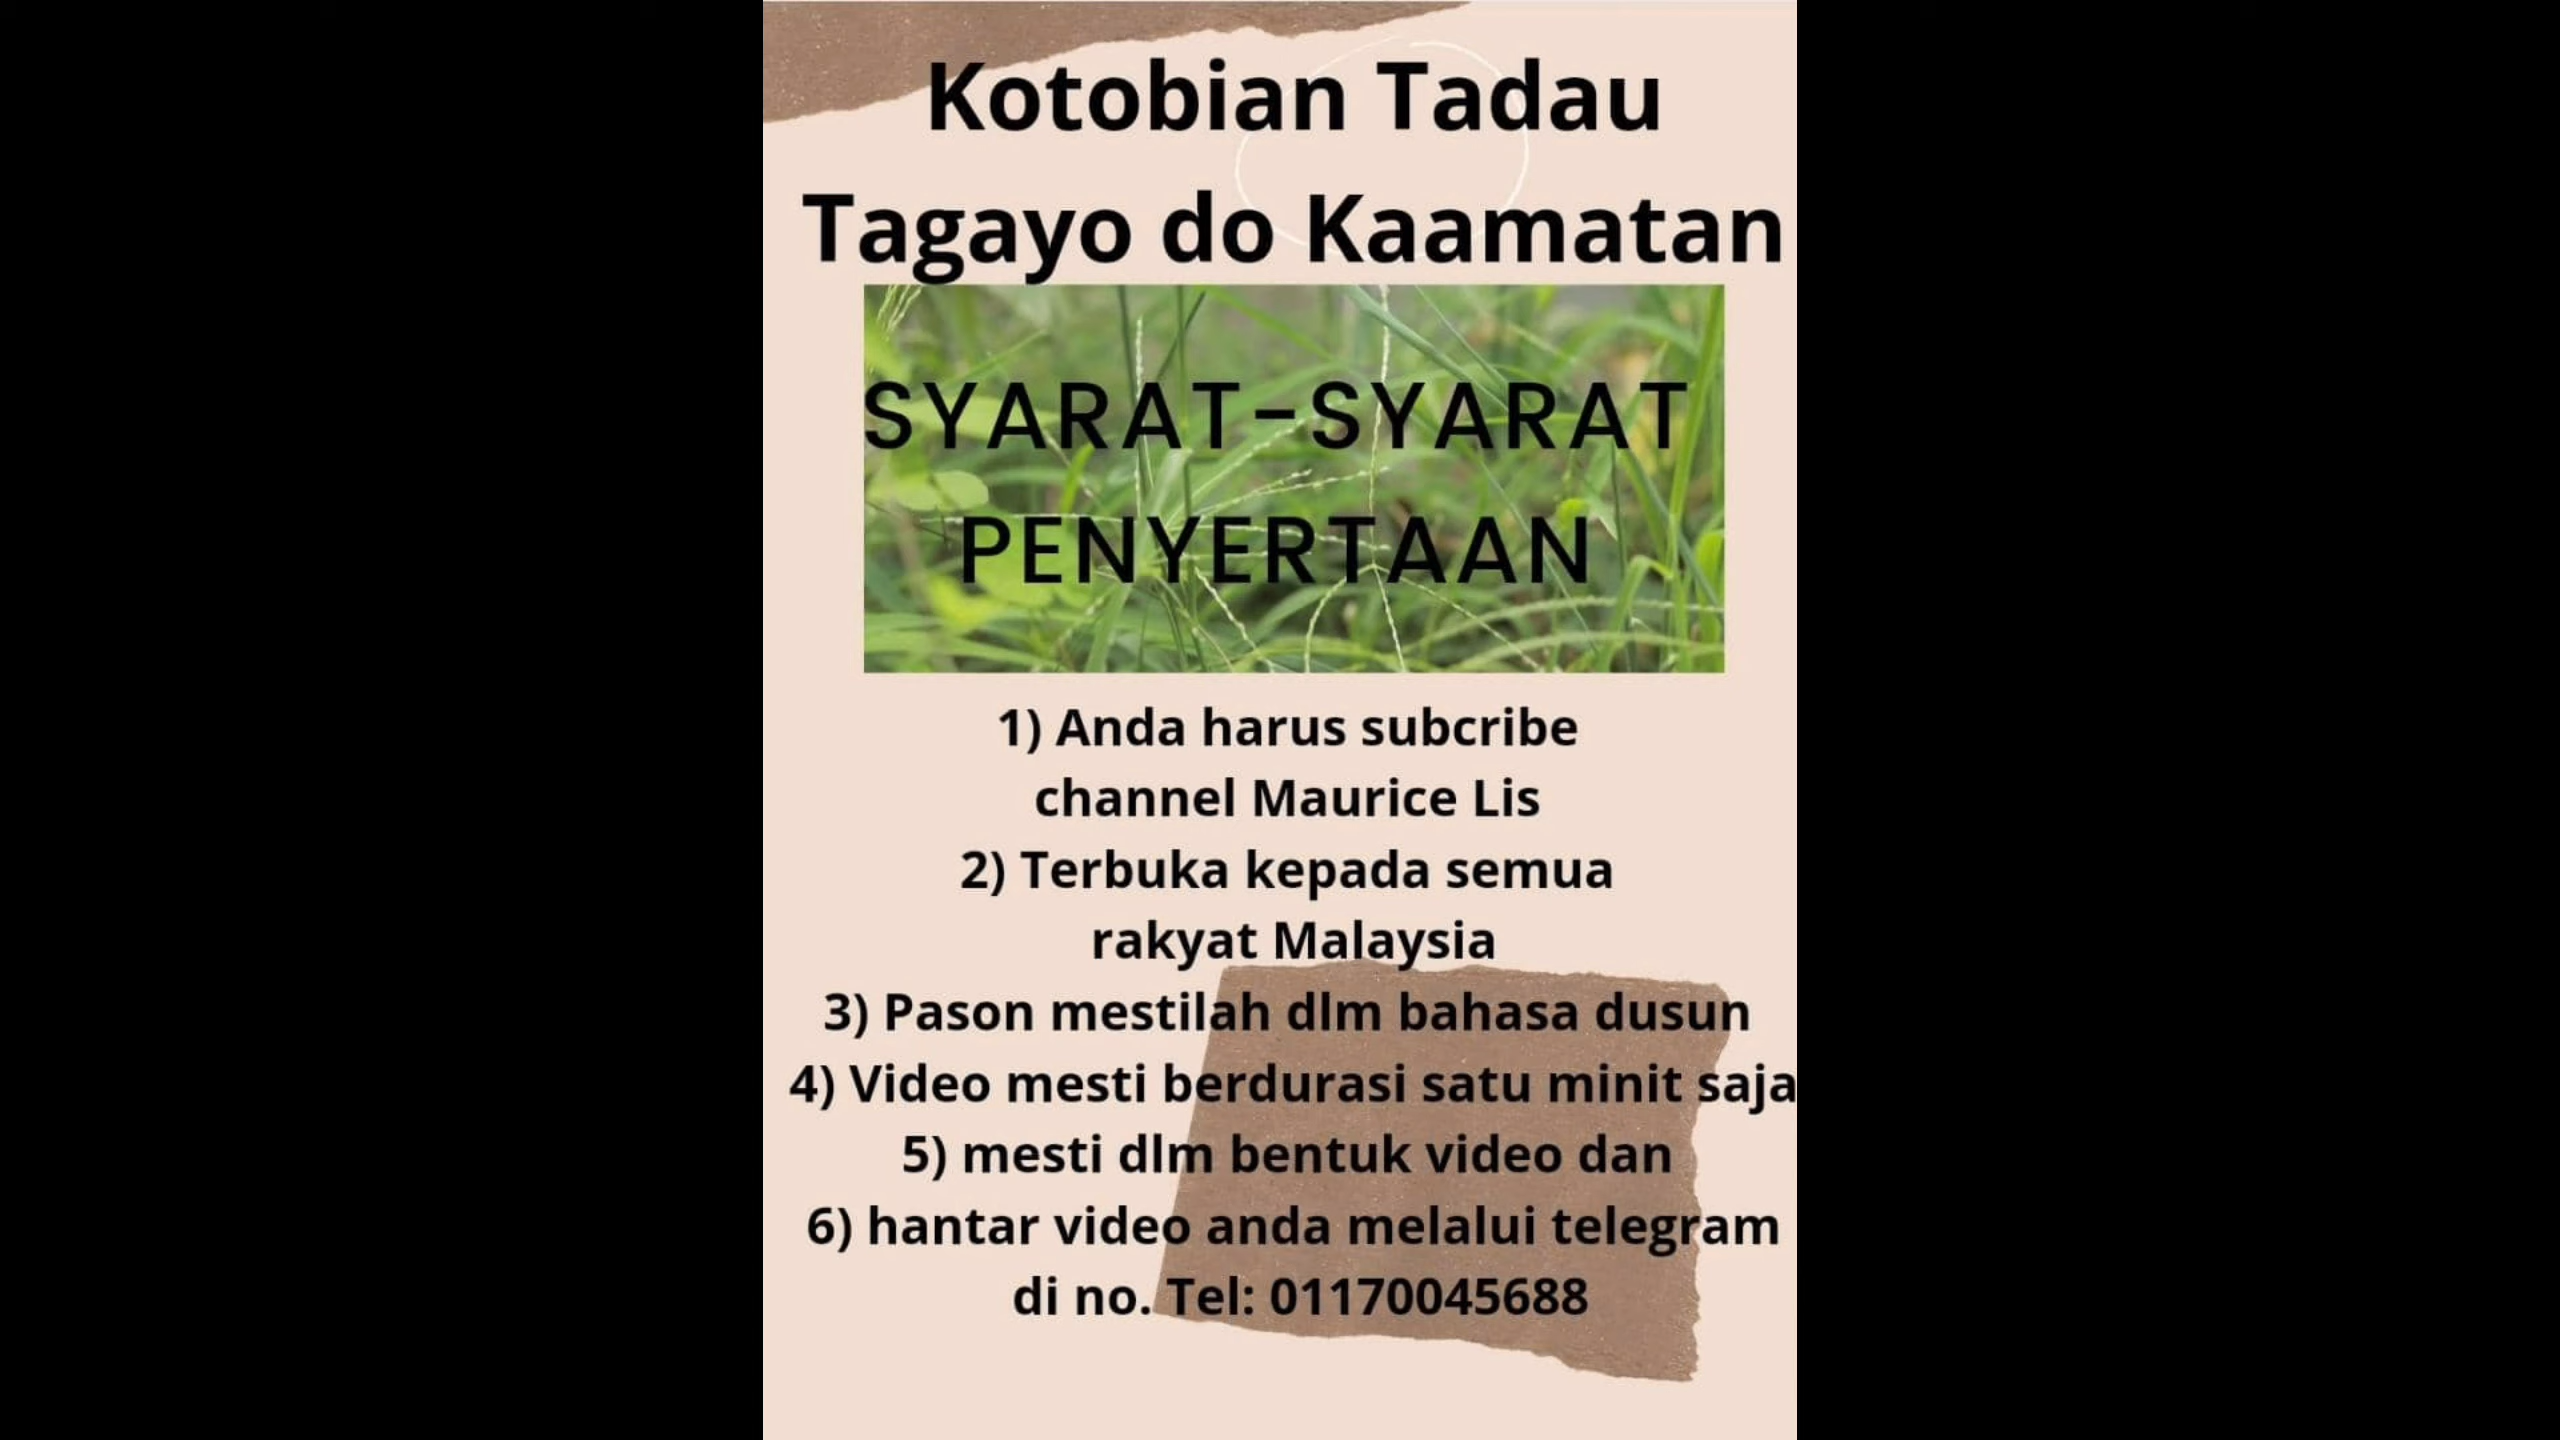 Kotobian Tadau
Tagayo do Kaamatan
SYARAT-SYARAT
PENYERTAAN
1) Anda harus subcribe
channel Maurice Lis
2) Terbuka kepada semua
rakyat Malaysia
3) Pason mestilah dlm bahasa dusun
4) Video mesti berdurasi satu minit saja
5) mesti dlm bentuk video dan
6) hantar video anda melalui telegram
di no. Tel: 01170045688